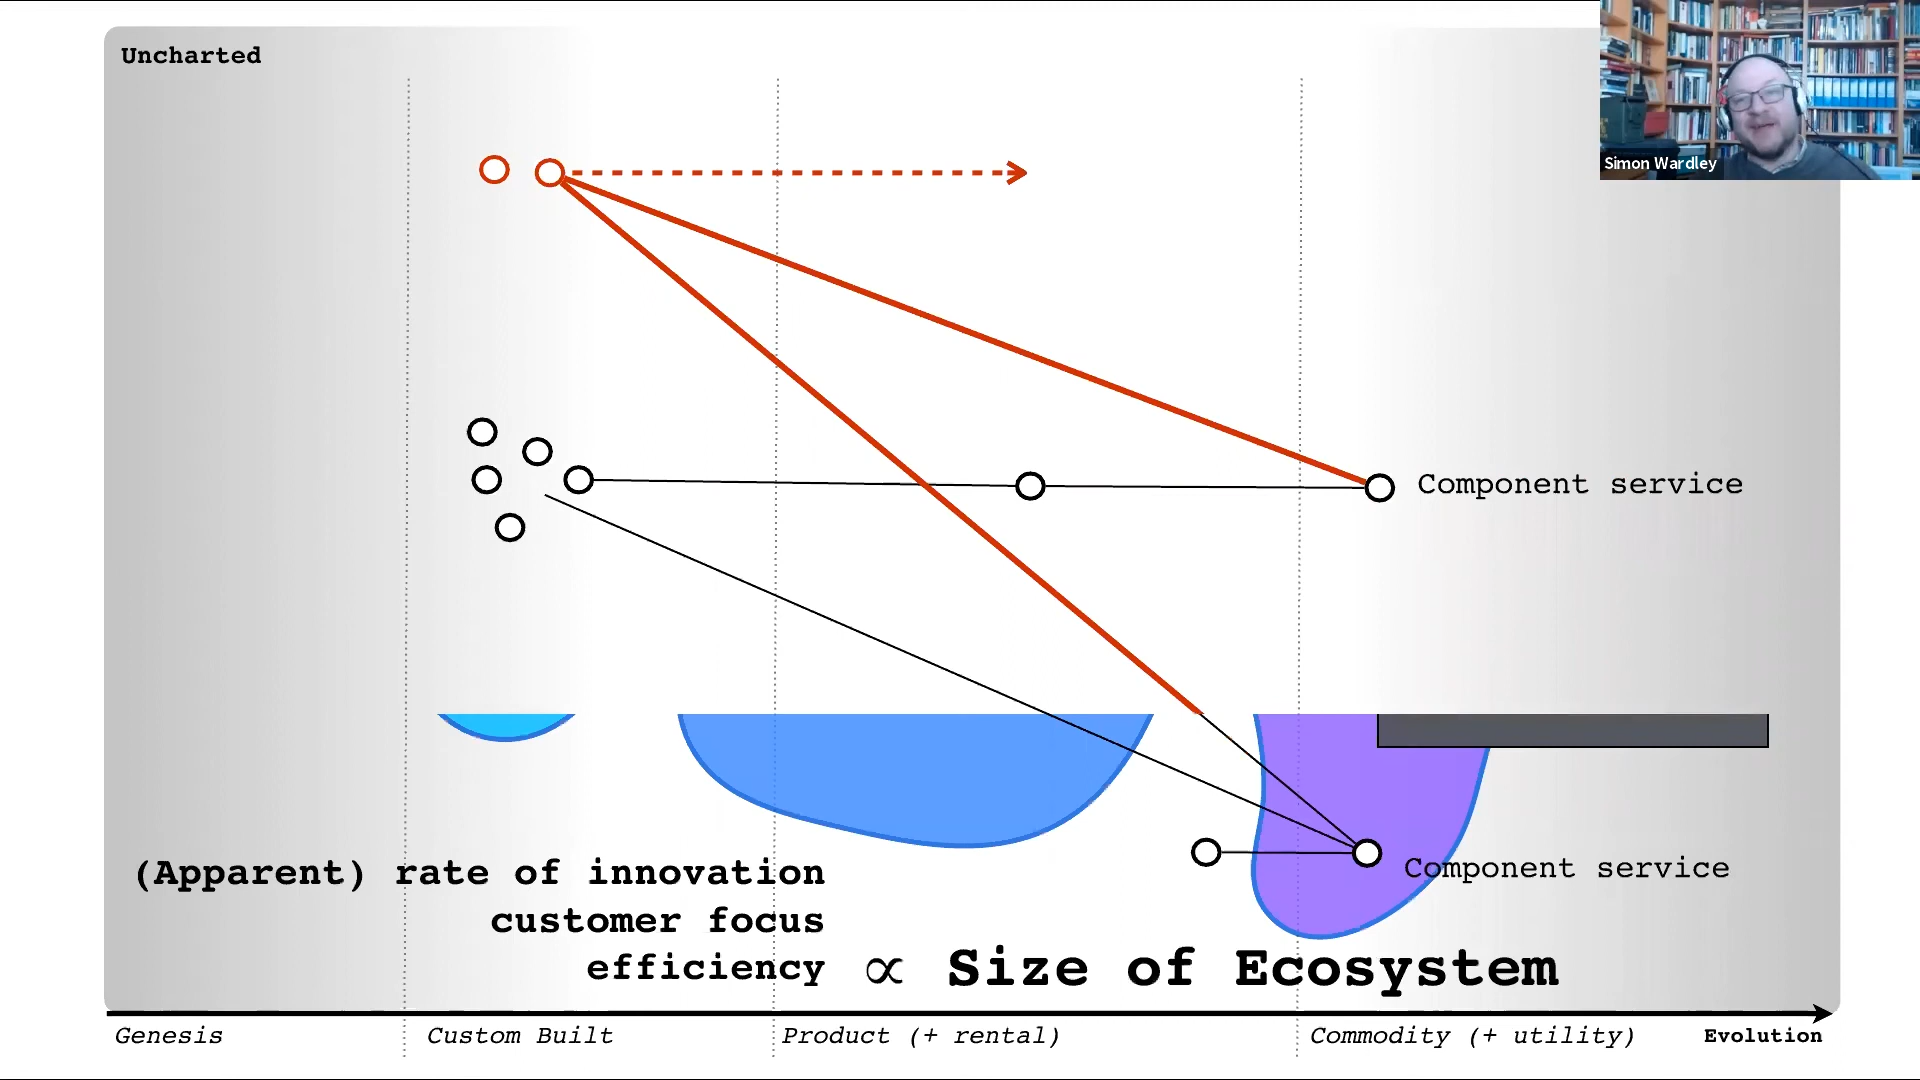 Uncharted
Simon Wardley
Component service
Component service
(Apparent) rate of innovation
customer focus
efficiency ∝ Size of Ecosystem
Genesis
Custom Built
Product (+ rental)
Commodity (+ utility)
Evolution